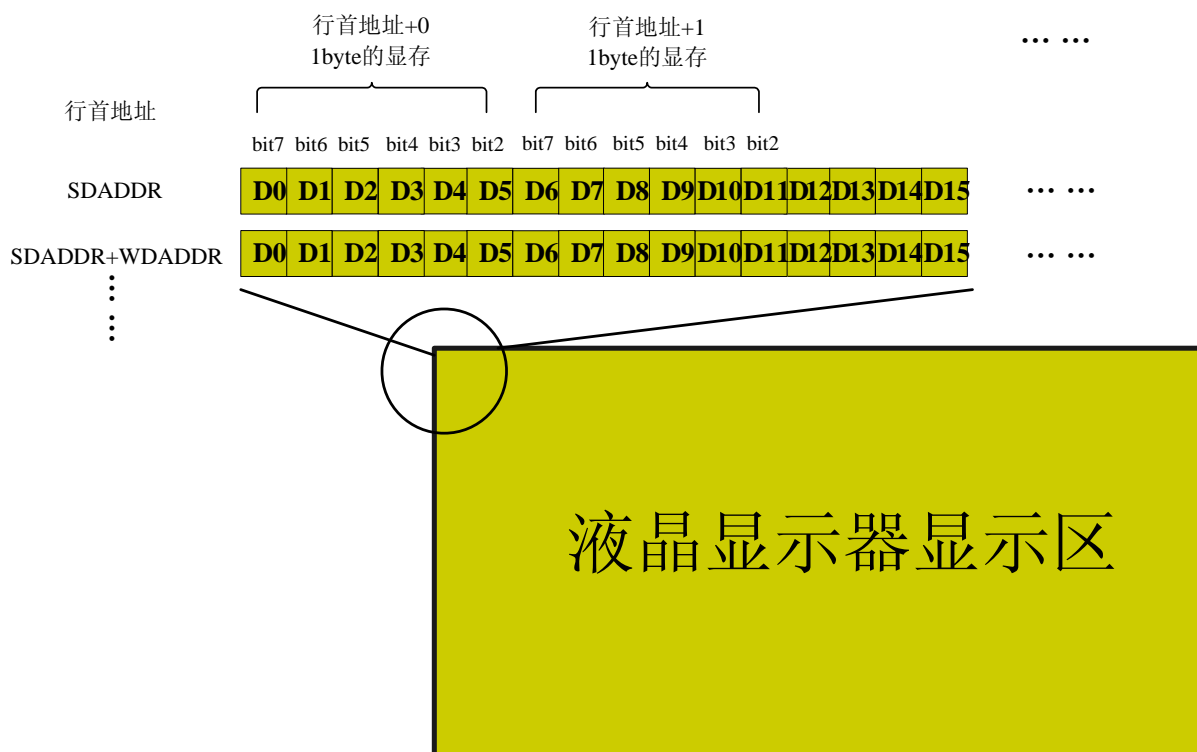 行首地址+0 行首地址+1 … …
1byte的显存 1byte的显存
行首地址
bit7 bit6 bit5 bit4 bit3 bit2 bit7 bit6 bit5 bit4 bit3 bit2
SDADDR D0 D1 D2 D3 D4 D5 D6 D7 D8 D9 D10 D11 D12 D13 D14 D15 … …
SDADDR+WDADDR D0 D1 D2 D3 D4 D5 D6 D7 D8 D9 D10 D11 D12 D13 D14 D15 … …
… …
液晶显示器显示区